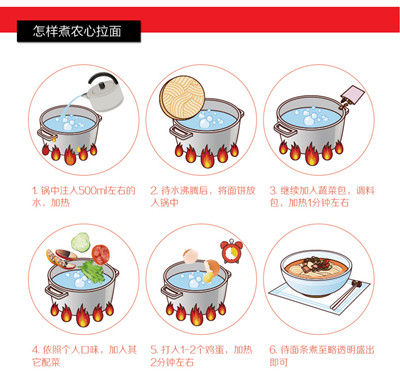 怎样煮农心拉面
1. 锅中注入500ml左右的
水，加热
2. 待水沸腾后，将面饼放
入锅中
3. 继续加入蔬菜包，调料
包，加热1分钟左右
4. 依照个人口味，加入其
它配菜
5. 打入1-2个鸡蛋，加热
2分钟左右
6. 待面条煮至略透明盛出
即可